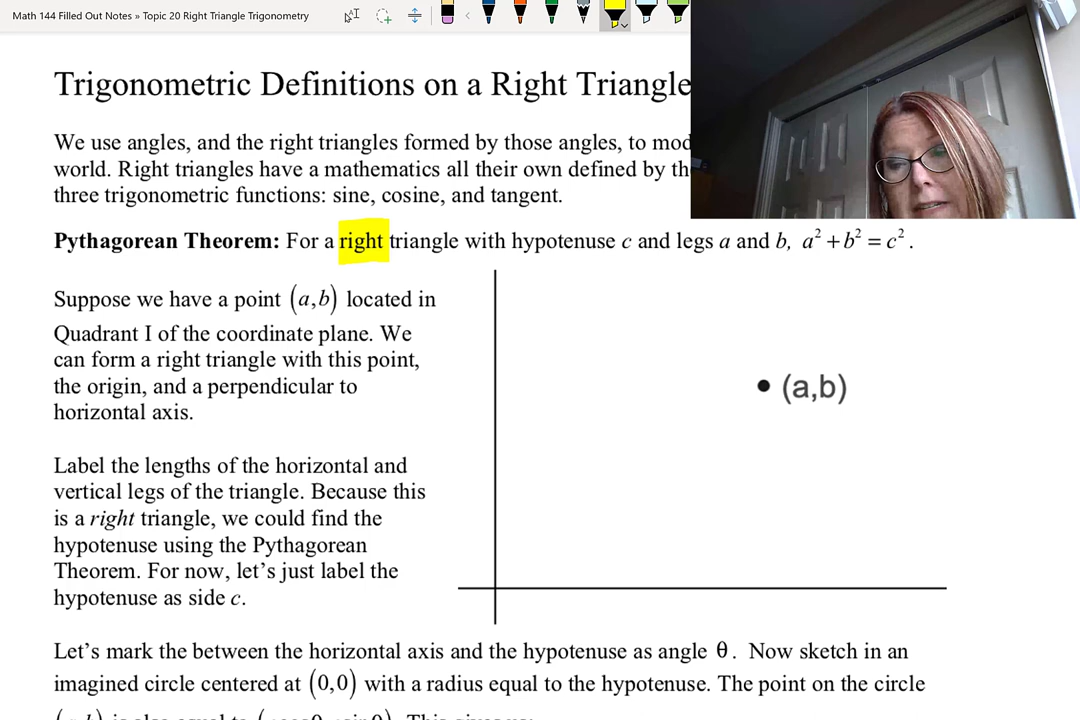 Math 144 Filled Out Notes » Topic 20 Right Triangle Trigonometry
Trigonometric Definitions on a Right Triangle
We use angles, and the right triangles formed by those angles, to mod
world. Right triangles have a mathematics all their own defined by th
three trigonometric functions: sine, cosine, and tangent.
Pythagorean Theorem: For a right triangle with hypotenuse c and legs a and b, a² + b² = c².
Suppose we have a point (a,b) located in
Quadrant I of the coordinate plane. We
can form a right triangle with this point,
the origin, and a perpendicular to
horizontal axis.
(a,b)
Label the lengths of the horizontal and
vertical legs of the triangle. Because this
is a right triangle, we could find the
hypotenuse using the Pythagorean
Theorem. For now, let's just label the
hypotenuse as side c.
Let's mark the between the horizontal axis and the hypotenuse as angle θ. Now sketch in an
imagined circle centered at (0,0) with a radius equal to the hypotenuse. The point on the circle